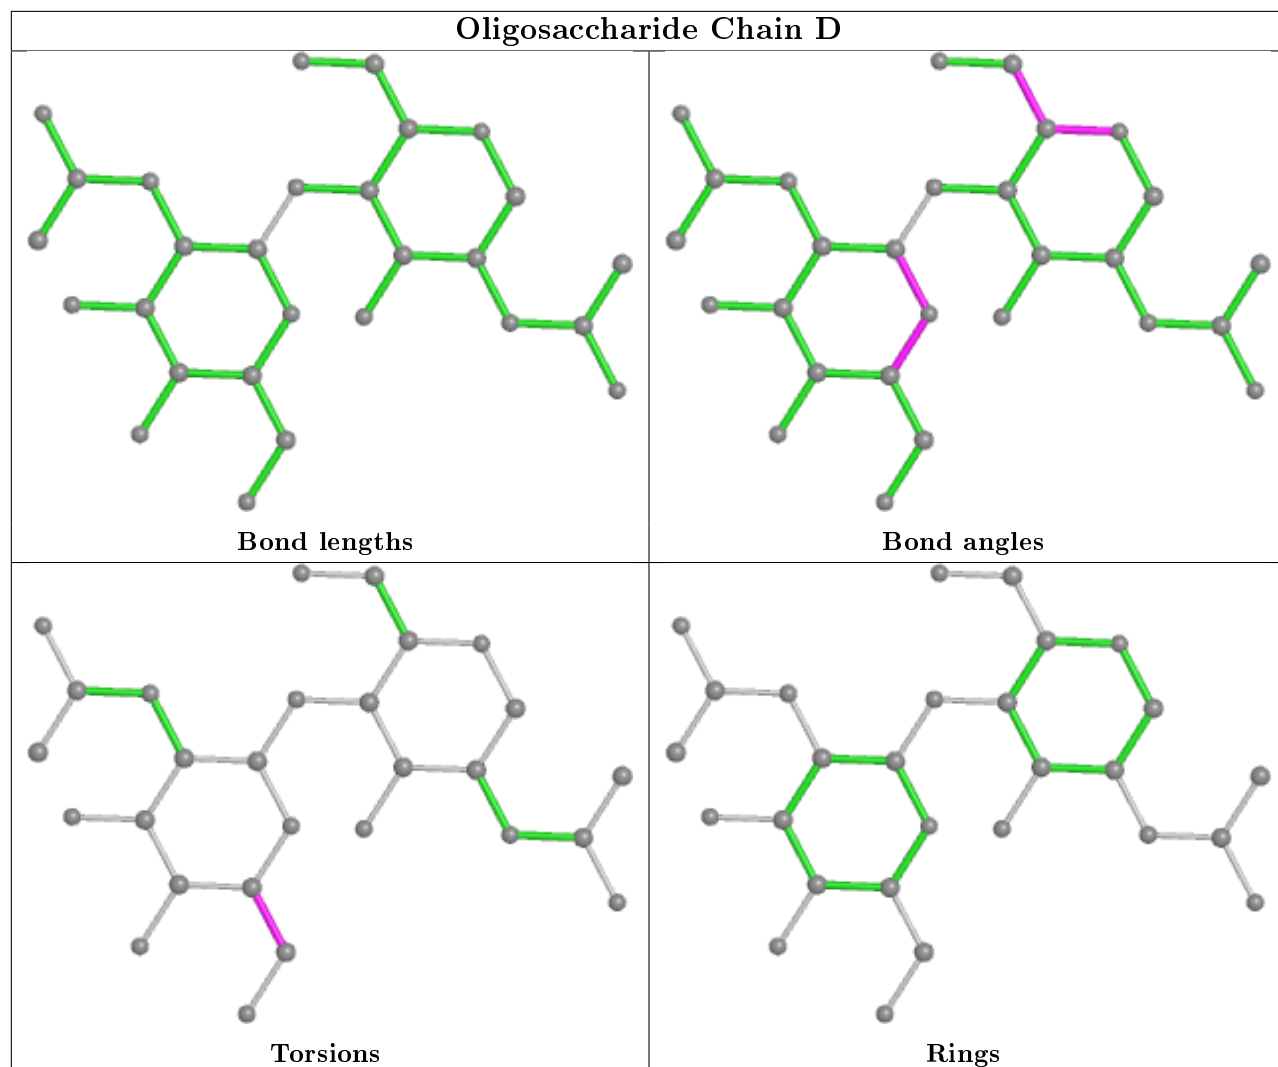 Oligosaccharide Chain D
Bond lengths
Bond angles
Torsions
Rings